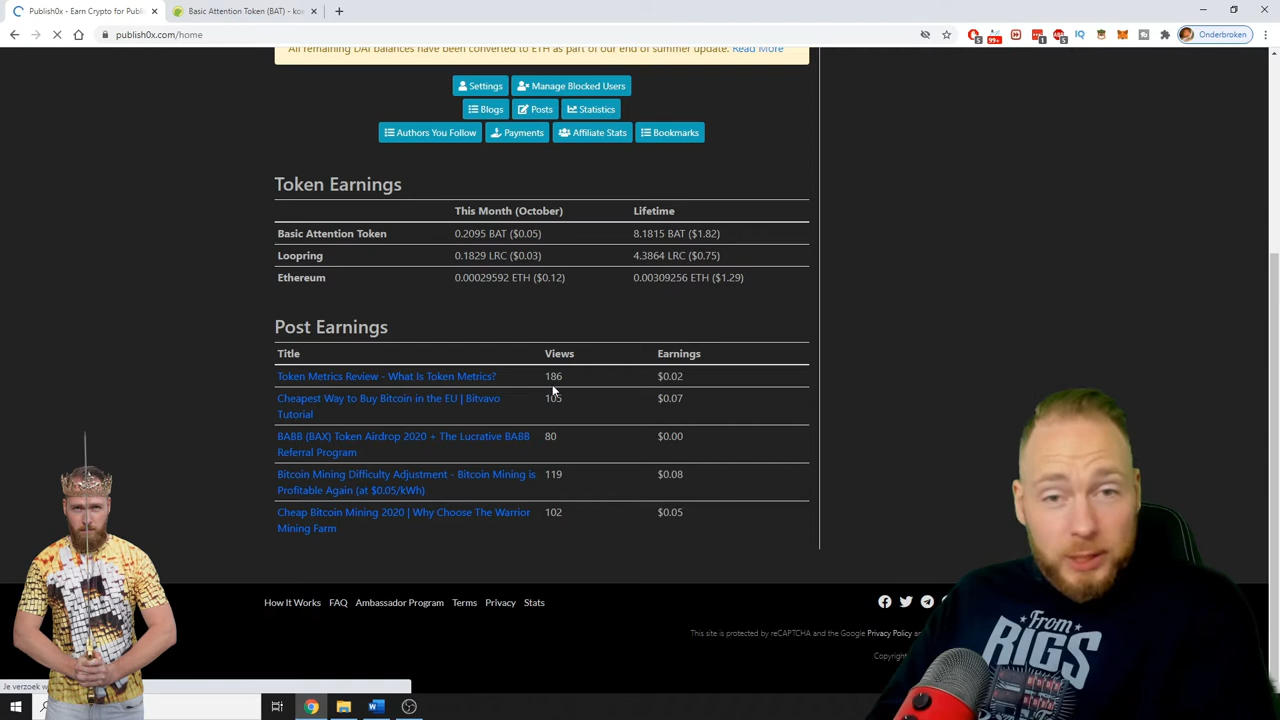 Publish0x - Earn Crypto for Publi
Basic Attention Token (BAT) - ko
publish0x.com/home
Onderbroken
All remaining DAI balances have been converted to ETH as part of our end of summer update. Read More
Settings
Manage Blocked Users
Blogs
Posts
Statistics
Authors You Follow
Payments
Affiliate Stats
Bookmarks
Token Earnings
This Month (October)
Lifetime
Basic Attention Token
0.2095 BAT ($0.05)
8.1815 BAT ($1.82)
Loopring
0.1829 LRC ($0.03)
4.3864 LRC ($0.75)
Ethereum
0.00029592 ETH ($0.12)
0.00309256 ETH ($1.29)
Post Earnings
Title
Views
Earnings
Token Metrics Review - What Is Token Metrics?
186
$0.02
Cheapest Way to Buy Bitcoin in the EU | Bitvavo
Tutorial
105
$0.07
BABB (BAX) Token Airdrop 2020 + The Lucrative BABB
Referral Program
80
$0.00
Bitcoin Mining Difficulty Adjustment - Bitcoin Mining is
Profitable Again (at $0.05/kWh)
119
$0.08
Cheap Bitcoin Mining 2020 | Why Choose The Warrior
Mining Farm
102
$0.05
How It Works
FAQ
Ambassador Program
Terms
Privacy
Stats
This site is protected by reCAPTCHA and the Google Privacy Policy
Copyright
Je verzoek
From
RIGS